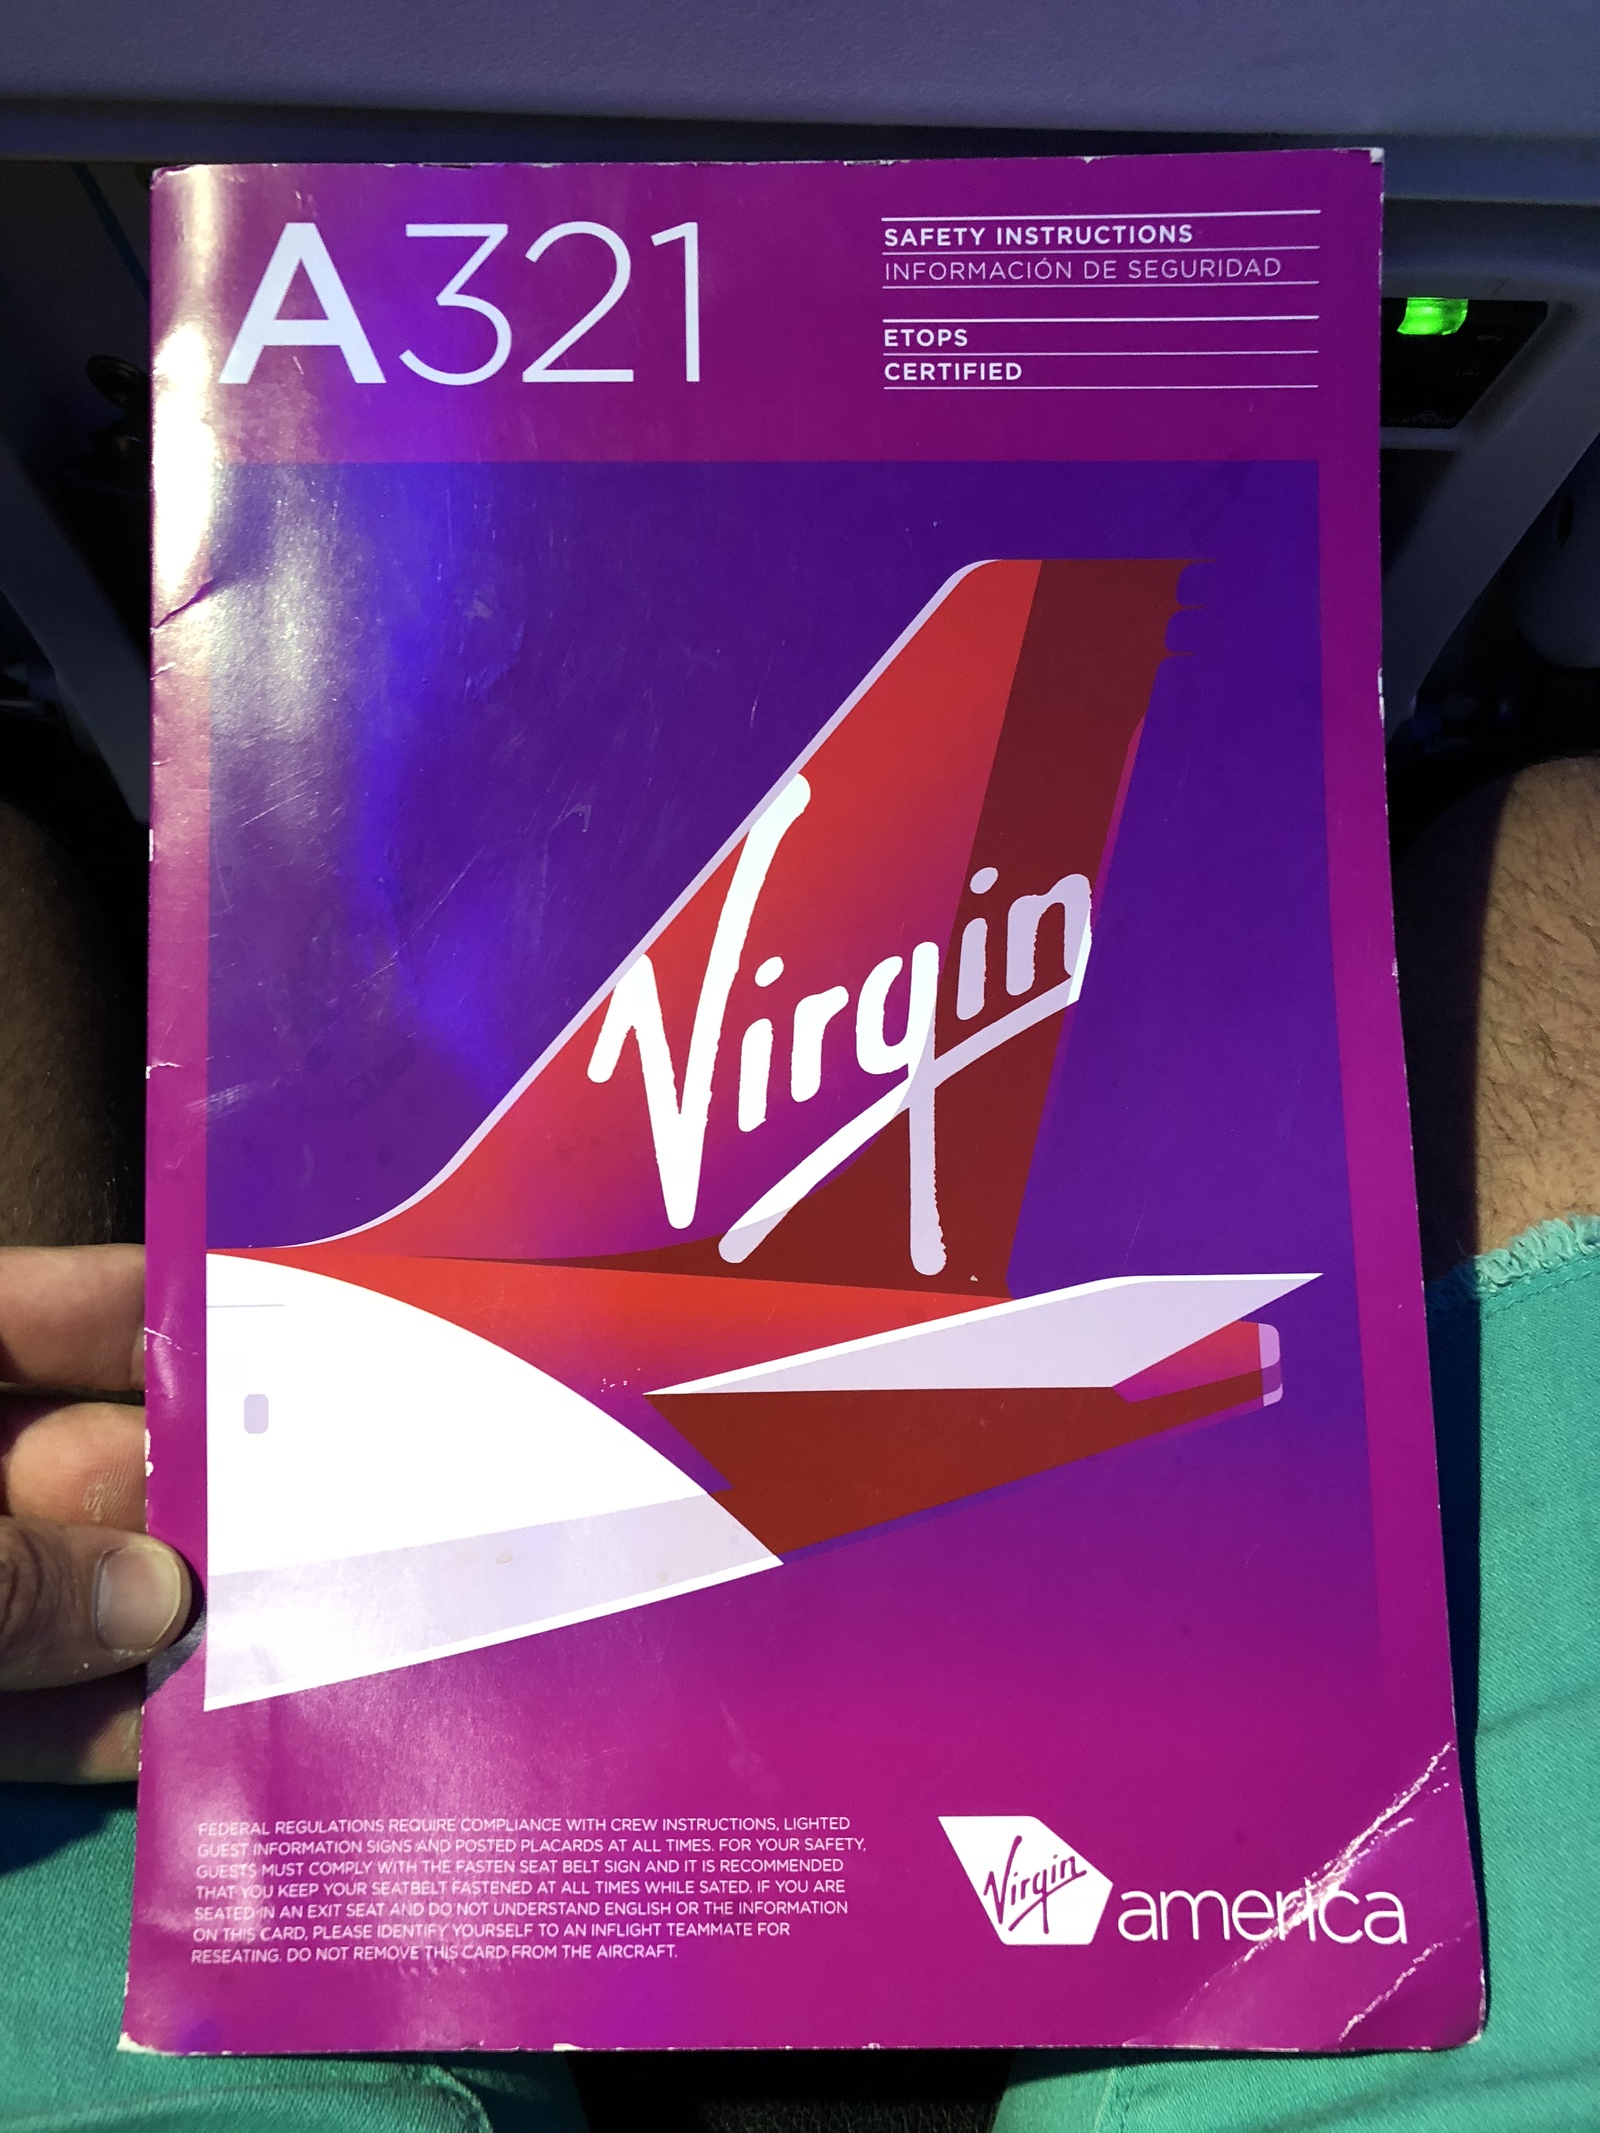 A321
SAFETY INSTRUCTIONS
INFORMACIÓN DE SEGURIDAD
ETOPS
CERTIFIED
Virgin
FEDERAL REGULATIONS REQUIRE COMPLIANCE WITH CREW INSTRUCTIONS, LIGHTED
GUEST INFORMATION SIGNS AND POSTED PLACARDS AT ALL TIMES. FOR YOUR SAFETY,
GUESTS MUST COMPLY WITH THE FASTEN SEAT BELT SIGN AND IT IS RECOMMENDED
THAT YOU KEEP YOUR SEATBELT FASTENED AT ALL TIMES WHILE SATED. IF YOU ARE
SEATED IN AN EXIT SEAT AND DO NOT UNDERSTAND ENGLISH OR THE INFORMATION
ON THIS CARD, PLEASE IDENTIFY YOURSELF TO AN INFLIGHT TEAMMATE FOR
RESEATING. DO NOT REMOVE THIS CARD FROM THE AIRCRAFT.
Virgin america